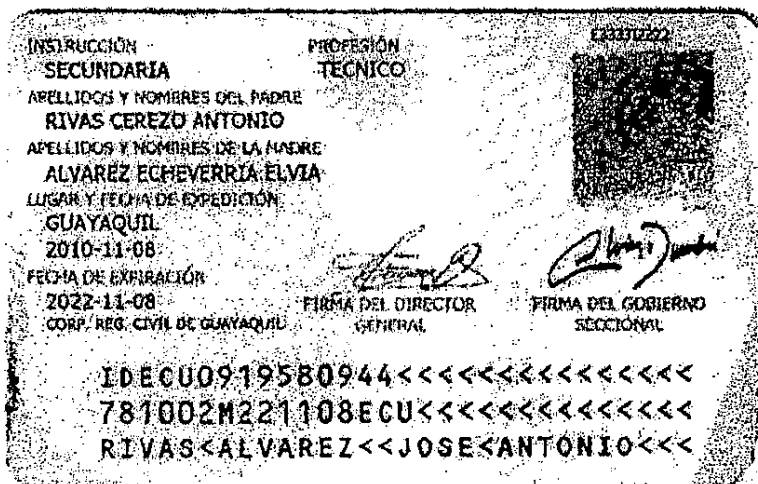 INSTRUCCIÓN PROFESIÓN E333312222
SECUNDARIA TECNICO
APELLIDOS Y NOMBRES DEL PADRE
RIVAS CEREZO ANTONIO
APELLIDOS Y NOMBRES DE LA MADRE
ALVAREZ ECHEVERRIA ELVIA
LUGAR Y FECHA DE EXPEDICIÓN
GUAYAQUIL
2010-11-08
FECHA DE EXPIRACIÓN
2022-11-08
CORP. REG. CIVIL DE GUAYAQUIL
FIRMA DEL DIRECTOR
GENERAL
FIRMA DEL GOBIERNO
SECCIONAL
IDECU0919580944<<<<<<<<<<<<<<<
781002M221108ECU<<<<<<<<<<<<<<
RIVAS<ALVAREZ<<JOSE<ANTONIO<<<